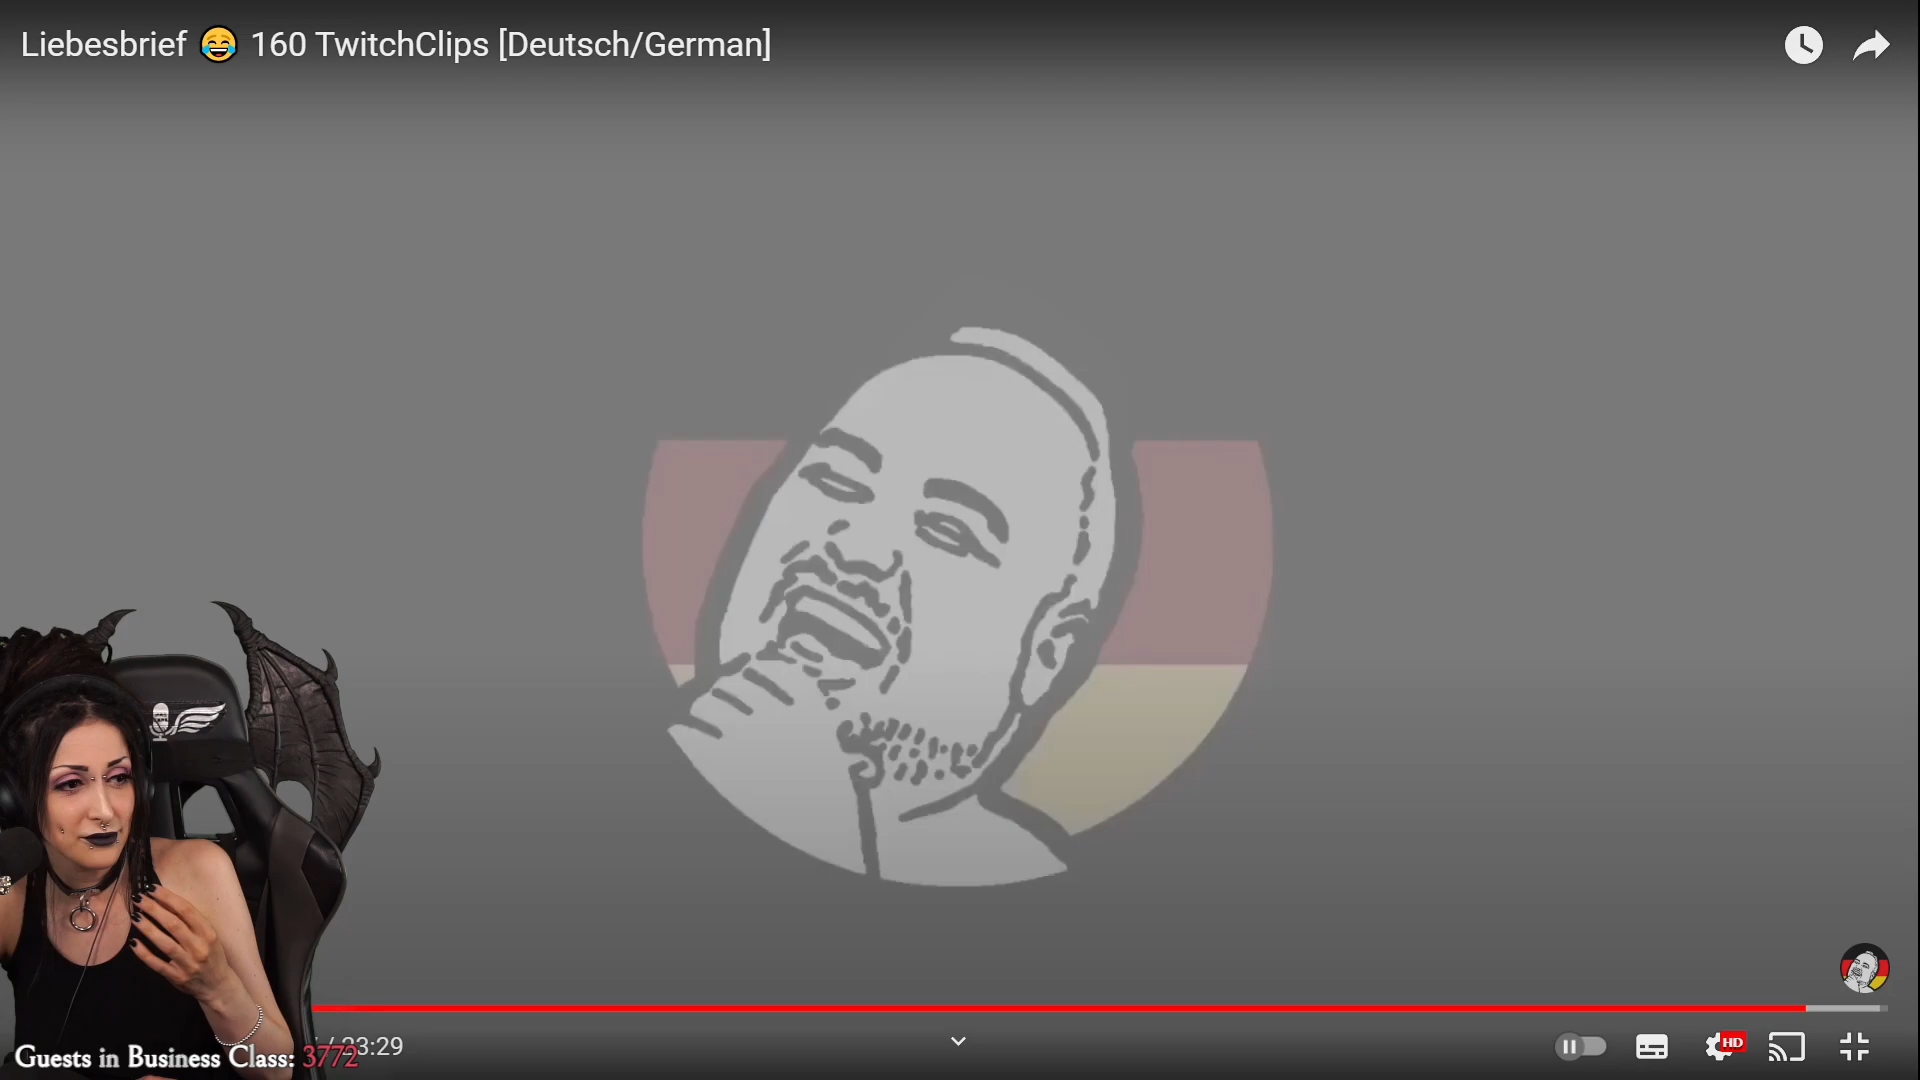 Liebesbrief 😂 160 TwitchClips [Deutsch/German]
HD
/ 23:29
Guests in Business Class: 3772